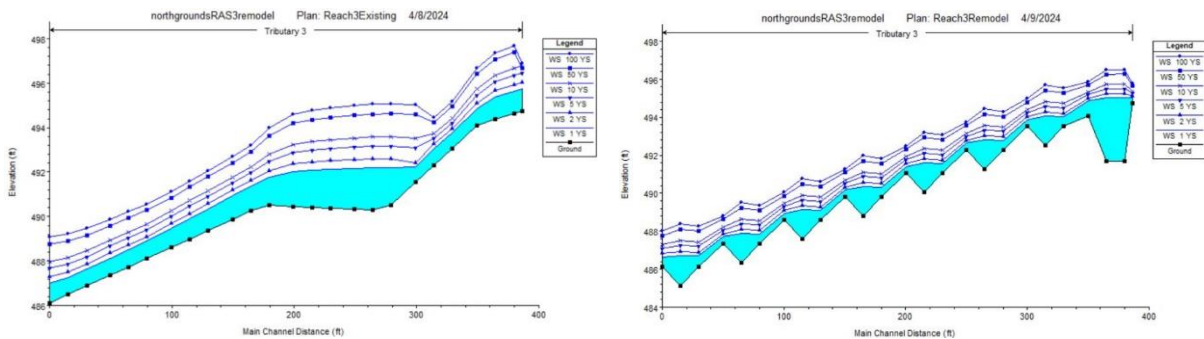 northgroundsRAS3remodel Plan: Reach3Existing 4/8/2024
Tributary 3
Legend
WS 100 YS
WS 50 YS
WS 10 YS
WS 5 YS
WS 2 YS
WS 1 YS
Ground
Elevation (ft)
498
496
494
492
490
488
486
0
100
200
300
400
Main Channel Distance (ft)
northgroundsRAS3remodel Plan: Reach3Remodel 4/9/2024
Tributary 3
Legend
WS 100 YS
WS 50 YS
WS 10 YS
WS 5 YS
WS 2 YS
WS 1 YS
Ground
Elevation (ft)
498
496
494
492
490
488
486
484
0
100
200
300
400
Main Channel Distance (ft)